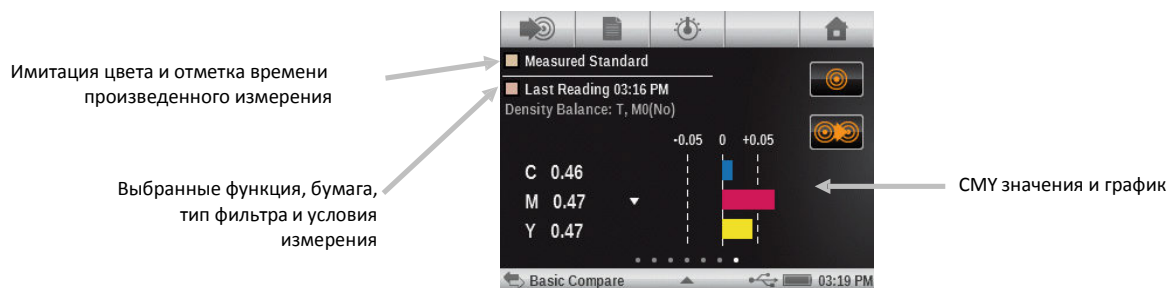 Имитация цвета и отметка времени
произведенного измерения
Выбранные функция, бумага,
тип фильтра и условия
измерения
Measured Standard
Last Reading 03:16 PM
Density Balance: T, M0(No)
-0.05 0 +0.05
C 0.46
M 0.47
Y 0.47
Basic Compare 03:19 PM
CMY значения и график